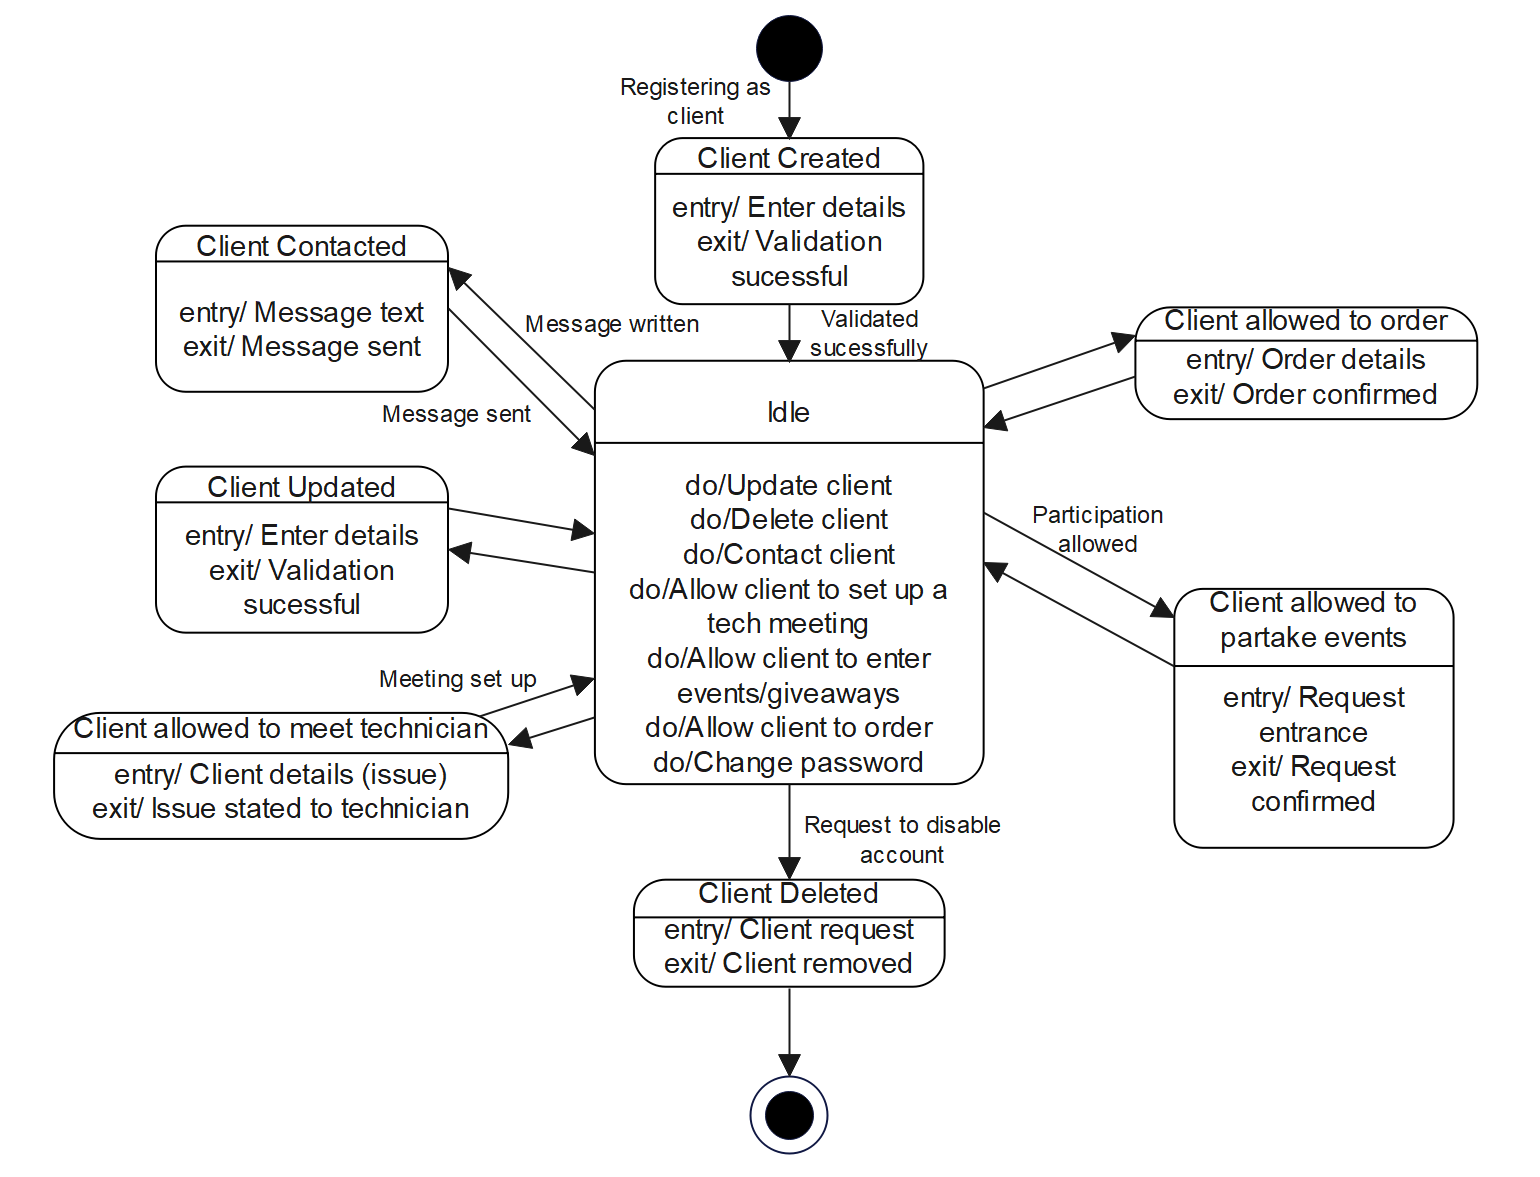 Registering as
client
Client Created
entry/ Enter details
exit/ Validation
sucessful
Client Contacted
entry/ Message text
exit/ Message sent
Message written
Validated
sucessfully
Client allowed to order
entry/ Order details
exit/ Order confirmed
Message sent
Idle
do/Update client
do/Delete client
do/Contact client
do/Allow client to set up a
tech meeting
do/Allow client to enter
events/giveaways
do/Allow client to order
do/Change password
Client Updated
entry/ Enter details
exit/ Validation
sucessful
Participation
allowed
Client allowed to
partake events
entry/ Request
entrance
exit/ Request
confirmed
Meeting set up
Client allowed to meet technician
entry/ Client details (issue)
exit/ Issue stated to technician
Request to disable
account
Client Deleted
entry/ Client request
exit/ Client removed